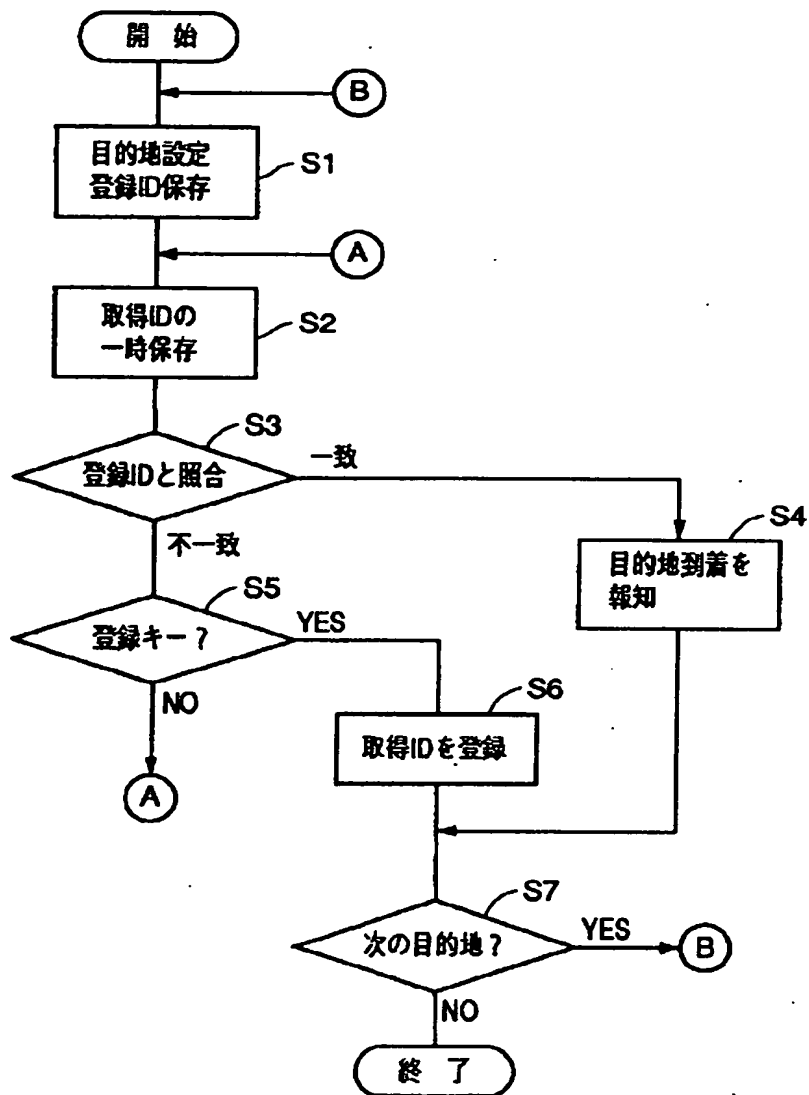 開 始
B
目的地設定
登録ID保存
S1
A
取得IDの
一時保存
S2
S3
登録IDと照合
一致
不一致
S4
目的地到着を
報知
S5
登録キー?
YES
NO
A
S6
取得IDを登録
S7
次の目的地?
YES
B
NO
終 了